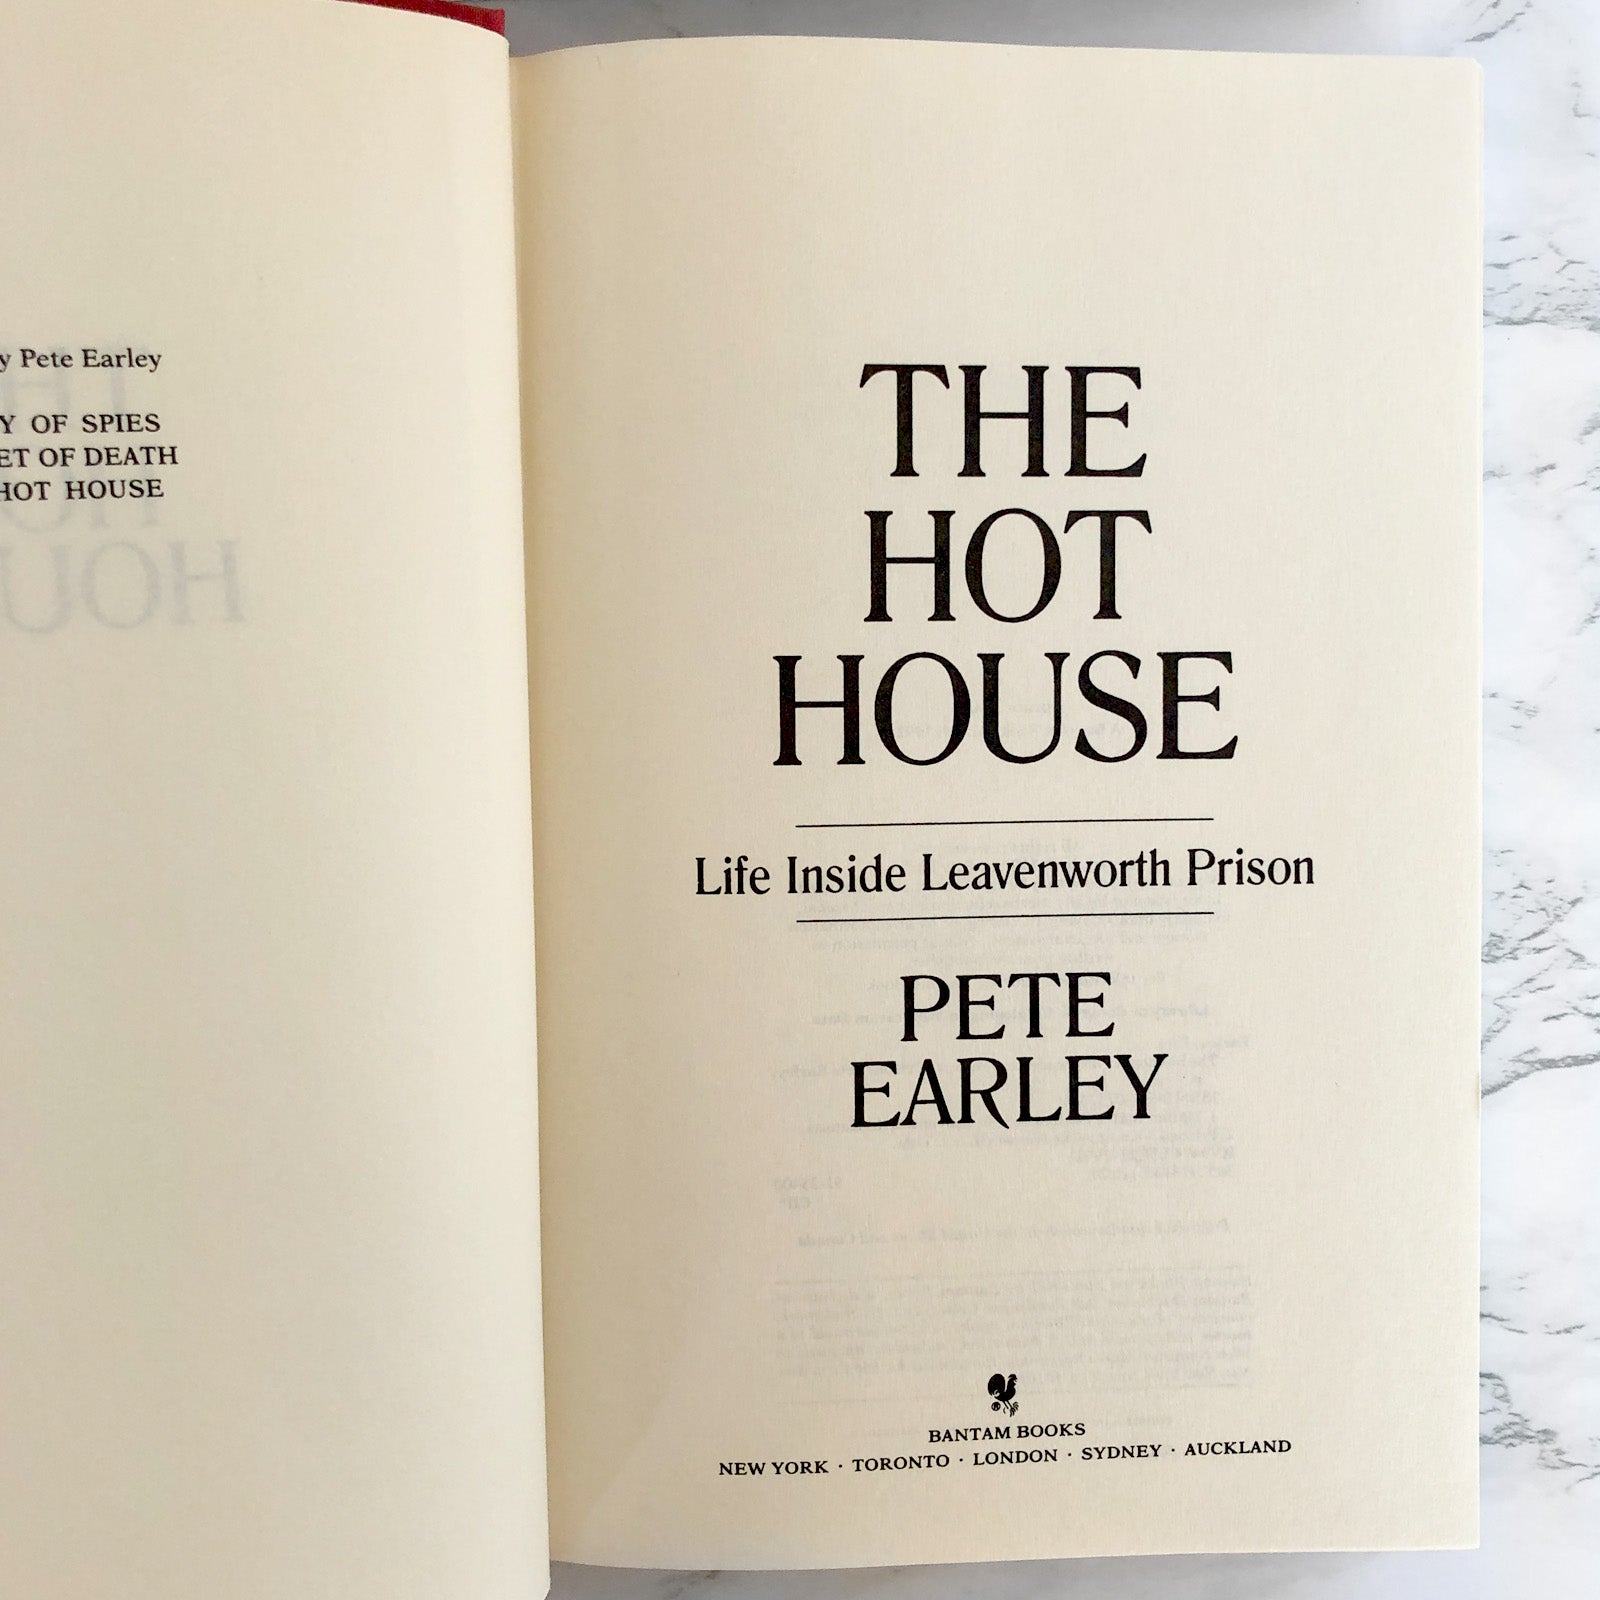 Pete Earley
OF SPIES
OF DEATH
HOT HOUSE
THE
HOT
HOUSE
Life Inside Leavenworth Prison
PETE
EARLEY
BANTAM BOOKS
NEW YORK · TORONTO · LONDON · SYDNEY · AUCKLAND